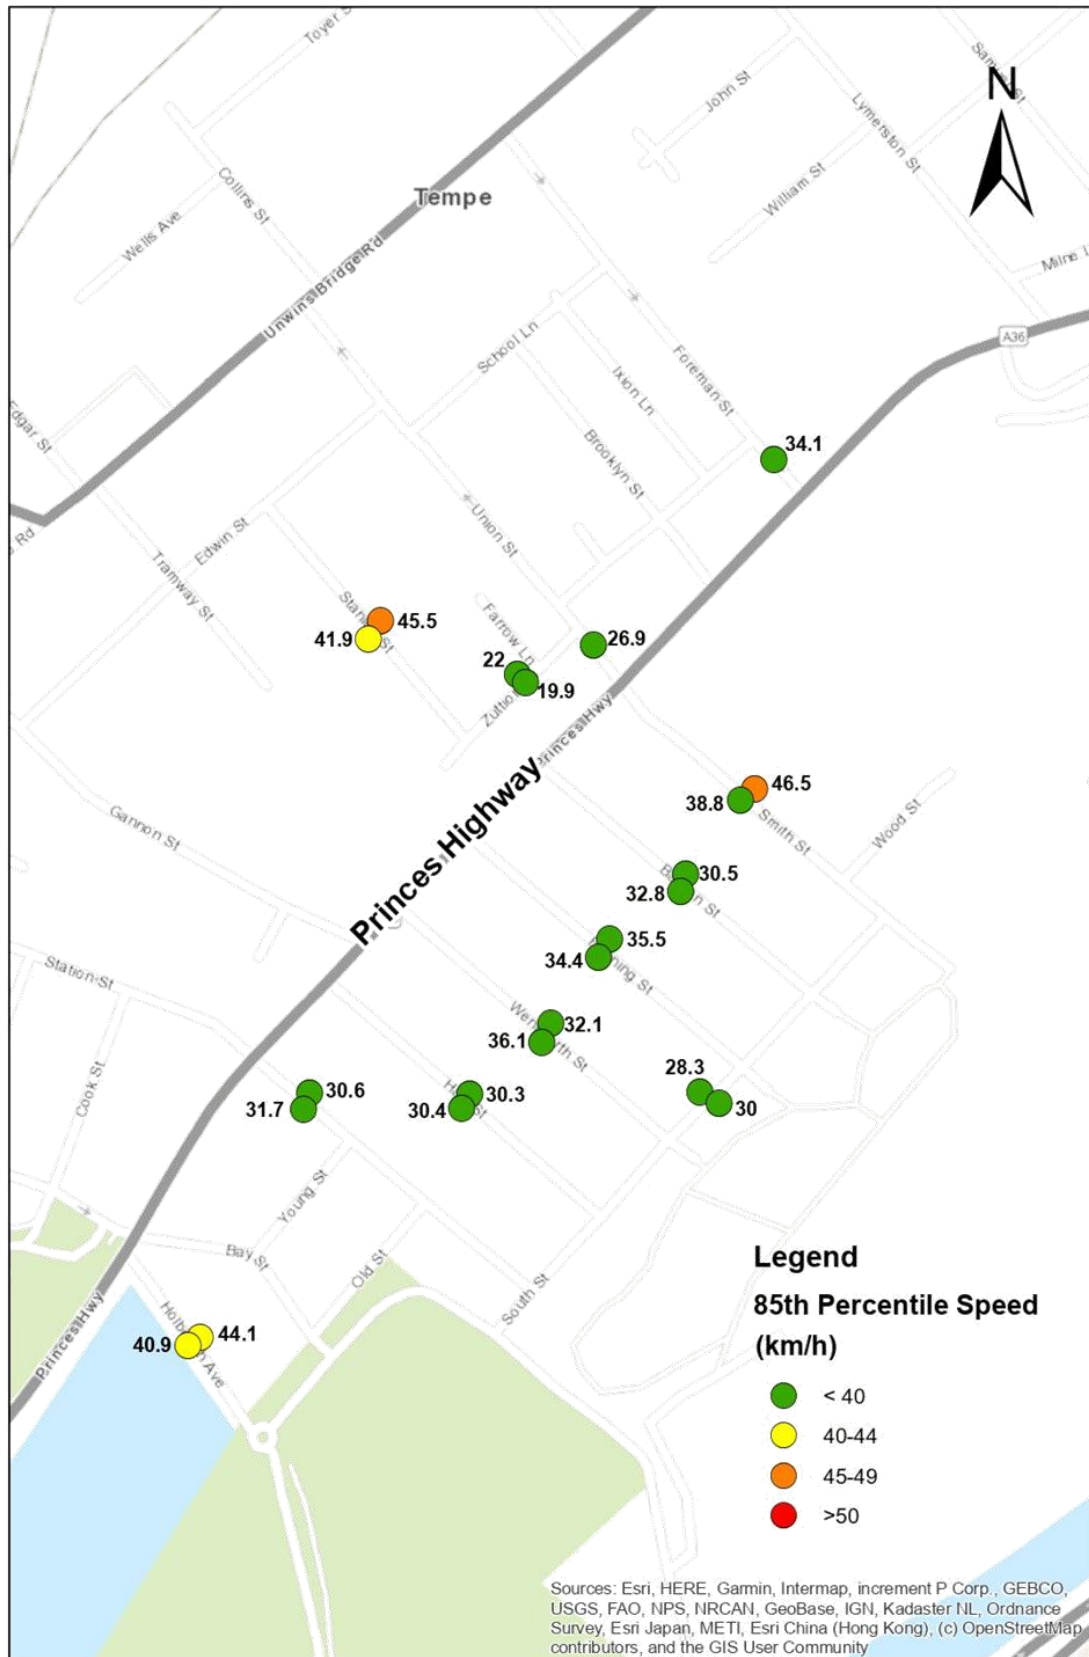 Toyer S
N
Samuel St
John St
Lymerston St
Collins St
Tempe
William St
Wells Ave
Unwins Bridge Rd
Milne
A36
School Ln
Foreman St
Ixton Ln
Edgar St
34.1
Brooklyn St
Union St
Rd
Edwin St
Tramway St
45.5
41.9
Farrow Ln
26.9
22
19.9
Princes Hwy
Princes Highway
46.5
38.8
Smith St
Wood St
Gannon St
30.5
32.8
35.5
34.4
Station St
32.1
36.1
Cook St
28.3
30
30.6
31.7
30.3
30.4
Young St
Bay St
Old St
South St
Princes Hwy
44.1
40.9
Legend
85th Percentile Speed
(km/h)
< 40
40-44
45-49
>50
Sources: Esri, HERE, Garmin, Intermap, increment P Corp., GEBCO,
USGS, FAO, NPS, NRCAN, GeoBase, IGN, Kadaster NL, Ordnance
Survey, Esri Japan, METI, Esri China (Hong Kong), (c) OpenStreetMap
contributors, and the GIS User Community